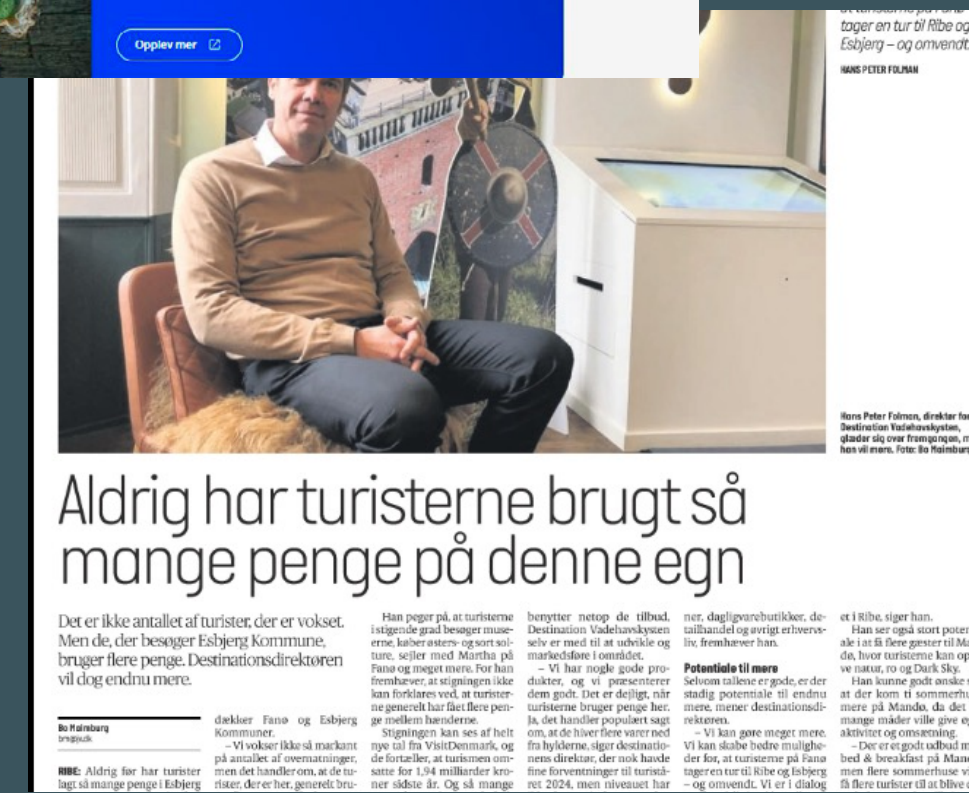 Opplev mer
tager en tur til Ribe og
Esbjerg – og omvendt.
HANS PETER FOLMAN
Hans Peter Folman, direktør for
Destination Vadehavskysten,
glæder sig over fremgangen, m
han vil mere. Foto: Bo Malmburg
Aldrig har turisterne brugt så
mange penge på denne egn
Det er ikke antallet af turister, der er vokset.
Men de, der besøger Esbjerg Kommune,
bruger flere penge. Destinationsdirektøren
vil dog endnu mere.
Bo Malmburg
RIBE: Aldrig før har turister
lagt så mange penge i Esbjerg
dækker Fanø og Esbjerg
Kommuner.
– Vi vokser ikke så markant
på antallet af overnatninger,
men det handler om, at de tu-
rister, der er her, generelt bru-
Han peger på, at turisterne
i stigende grad besøger muse-
erne, køber østers- og sort sol-
ture, sejler med Martha på
Fanø og meget mere. For han
fremhæver, at stigningen ikke
kan forklares ved, at turister-
ne generelt har fået flere pen-
ge mellem hænderne.
Stigningen kan ses af helt
nye tal fra VisitDenmark, og
de fortæller, at turismen om-
satte for 1,94 milliarder kro-
ner sidste år. Og så mange
benytter netop de tilbud,
Destination Vadehavskysten
selv er med til at udvikle og
markedsføre i området.
– Vi har nogle gode pro-
dukter, og vi præsenterer
dem godt. Det er dejligt, når
turisterne bruger penge her.
Ja, det handler populært sagt
om, at de hiver flere varer ned
fra hylderne, siger destinatio-
nens direktør, der nok havde
fine forventninger til turistå-
ret 2024, men niveauet har
ner, dagligvarebutikker, de-
tailhandel og øvrigt erhvervs-
liv, fremhæver han.
Potentiale til mere
Selvom tallene er gode, er der
stadig potentiale til endnu
mere, mener destinationsdi-
rektøren.
– Vi kan gøre meget mere.
Vi kan skabe bedre mulighe-
der for, at turisterne på Fanø
tager en tur til Ribe og Esbjerg
– og omvendt. Vi er i dialog
et i Ribe, siger han.
Han ser også stort poten
ale i at få flere gæster til Ma
dø, hvor turisterne kan op
ve natur, ro og Dark Sky.
Han kunne godt ønske s
at der kom ti sommerhu
mere på Mandø, da det
mange måder ville give ø
aktivitet og omsætning.
– Der er et godt udbud m
bed & breakfast på Man
men flere sommerhuse vi
få flere turister til at blive